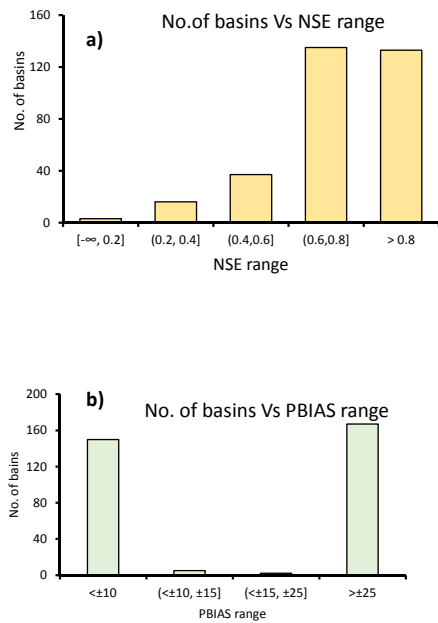 No.of basins Vs NSE range
a)
No. of basins
160
120
80
40
0
[-∞, 0.2]
(0.2, 0.4]
(0.4,0.6]
(0.6,0.8]
> 0.8
NSE range
b)
No. of basins Vs PBIAS range
No. of bains
200
160
120
80
40
0
<±10
(<±10, ±15]
(<±15, ±25]
>±25
PBIAS range